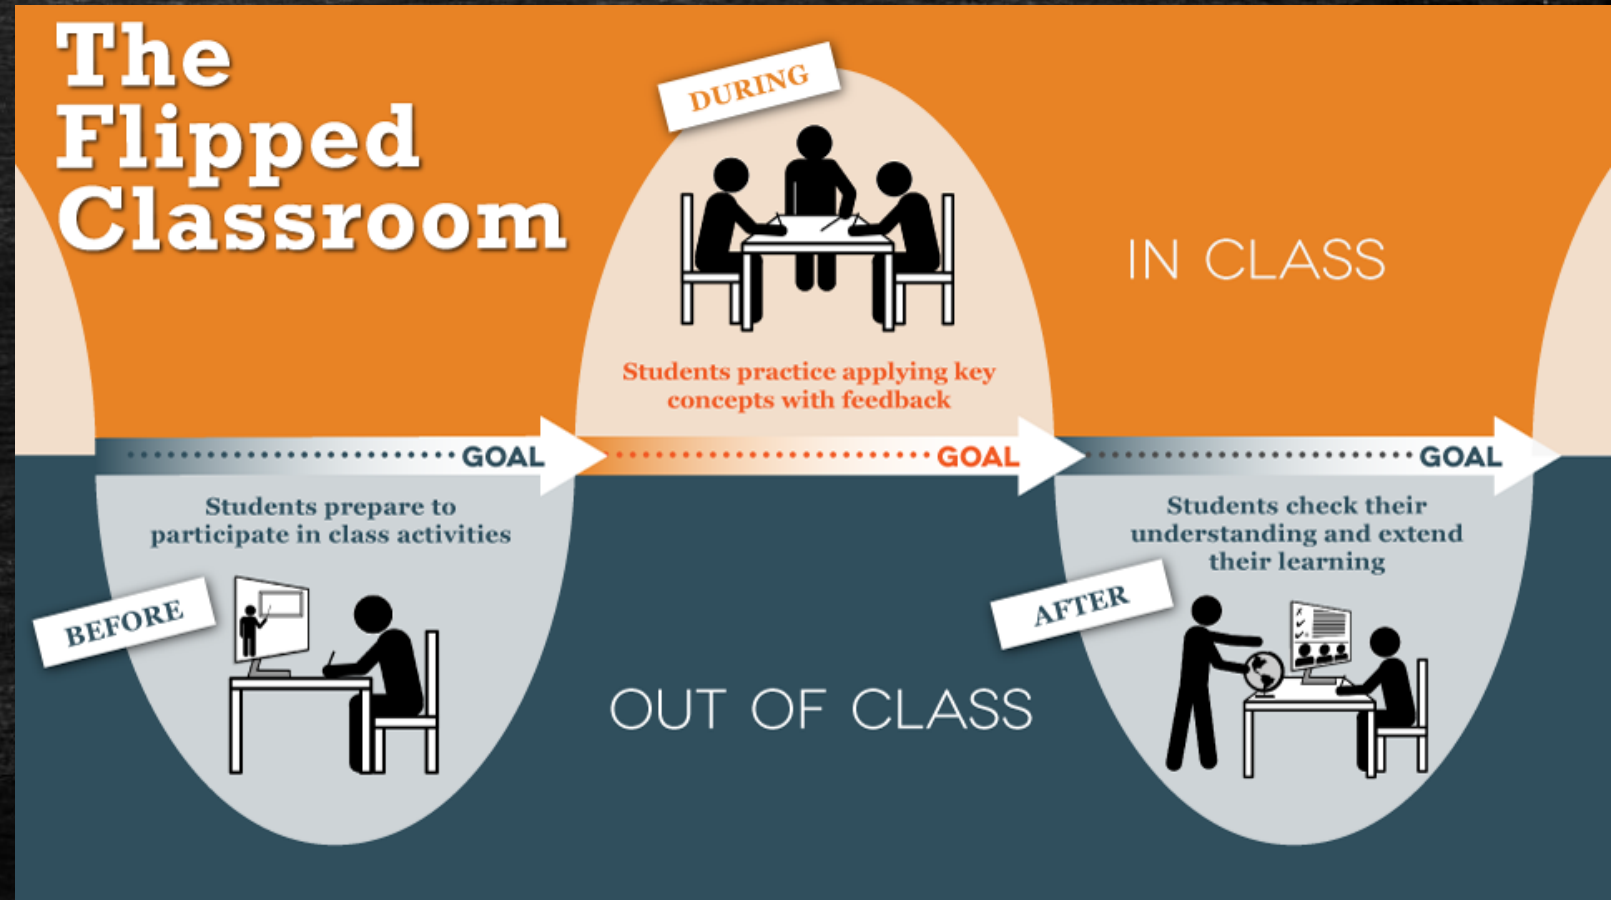 The
Flipped
Classroom
DURING
IN CLASS
Students practice applying key
concepts with feedback
GOAL
GOAL
GOAL
Students prepare to
participate in class activities
BEFORE
OUT OF CLASS
Students check their
understanding and extend
their learning
AFTER